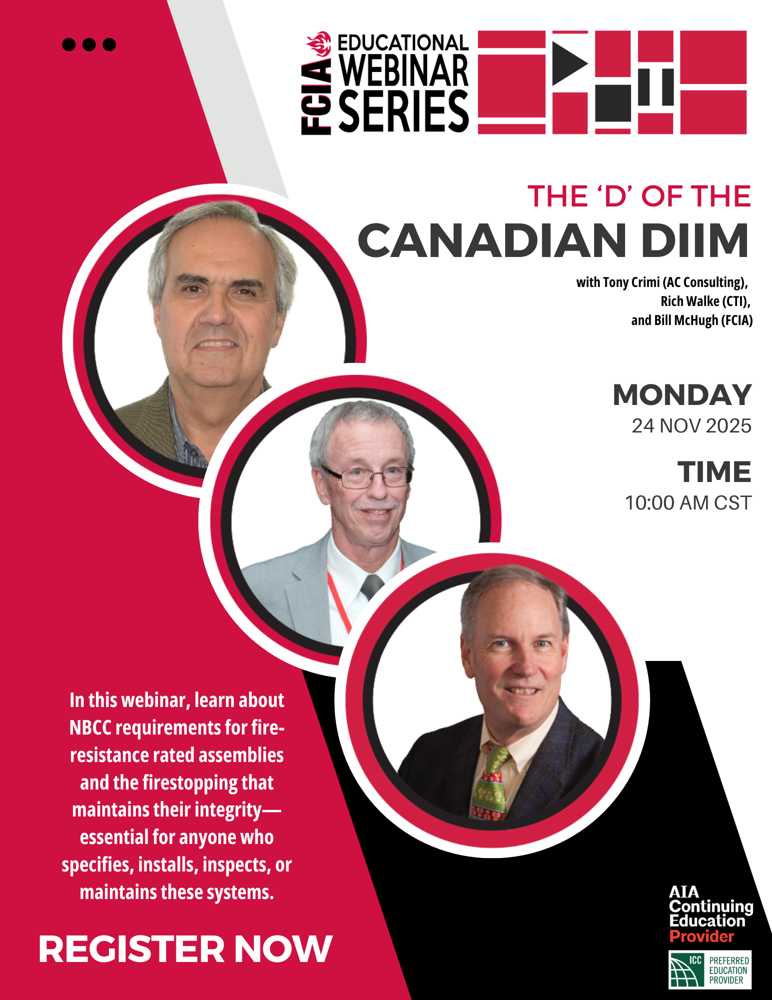 FCIA
EDUCATIONAL
WEBINAR
SERIES
THE ‘D’ OF THE
CANADIAN DIIM
with Tony Crimi (AC Consulting),
Rich Walke (CTI),
and Bill McHugh (FCIA)
MONDAY
24 NOV 2025
TIME
10:00 AM CST
In this webinar, learn about
NBCC requirements for fire-
resistance rated assemblies
and the firestopping that
maintains their integrity—
essential for anyone who
specifies, installs, inspects, or
maintains these systems.
REGISTER NOW
AIA
Continuing
Education
Provider
ICC
PREFERRED
EDUCATION
PROVIDER